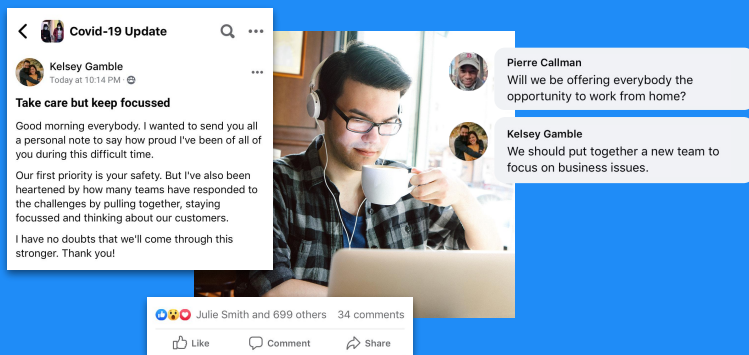 Covid-19 Update
Kelsey Gamble
Today at 10:14 PM ·
Take care but keep focussed
Good morning everybody. I wanted to send you all
a personal note to say how proud I've been of all of
you during this difficult time.
Our first priority is your safety. But I've also been
heartened by how many teams have responded to
the challenges by pulling together, staying
focussed and thinking about our customers.
I have no doubts that we'll come through this
stronger. Thank you!
Pierre Callman
Will we be offering everybody the
opportunity to work from home?
Kelsey Gamble
We should put together a new team to
focus on business issues.
Julie Smith and 699 others 34 comments
Like Comment Share